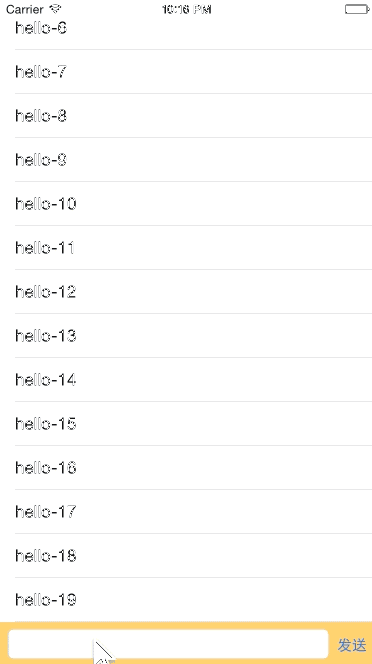 Carrier 10:16 PM
hello-6
hello-7
hello-8
hello-9
hello-10
hello-11
hello-12
hello-13
hello-14
hello-15
hello-16
hello-17
hello-18
hello-19
发送